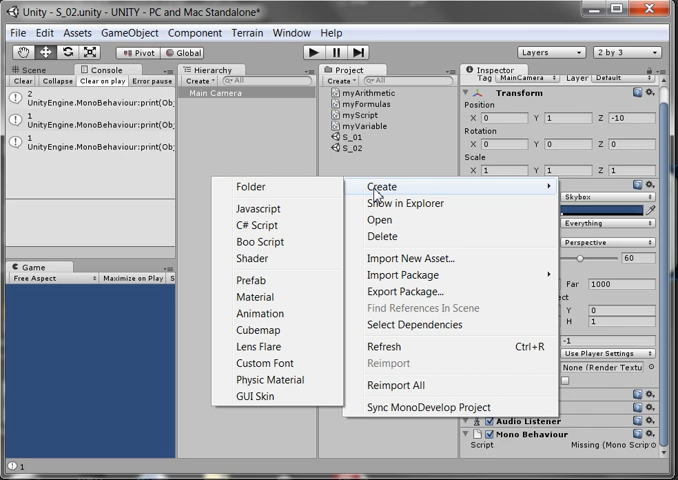 Unity - S_02.unity - UNITY - PC and Mac Standalone*
File Edit Assets GameObject Component Terrain Window Help
Pivot Global Layers 2 by 3
Scene Console Hierarchy Project Inspector
Clear Collapse Clear on play Error pause Create All Create All Tag MainCamera Layer Default
2
UnityEngine.MonoBehaviour:print(Obj
1
UnityEngine.MonoBehaviour:print(Obj
1
UnityEngine.MonoBehaviour:print(Obj
Main Camera
myArithmetic
myFormulas
myScript
myVariable
S_01
S_02
Transform
Position
X 0 Y 1 Z -10
Rotation
X 0 Y 0 Z 0
Scale
X 1 Y 1 Z 1
Folder
Javascript
C# Script
Boo Script
Shader
Prefab
Material
Animation
Cubemap
Lens Flare
Custom Font
Physic Material
GUI Skin
Create
Show in Explorer
Open
Delete
Import New Asset...
Import Package
Export Package...
Find References In Scene
Select Dependencies
Refresh Ctrl+R
Reimport
Reimport All
Sync MonoDevelop Project
Skybox
Everything
Perspective
60
Far 1000
Y 0
H 1
-1
Use Player Settings
None (Render Textu
Audio Listener
Mono Behaviour
Script Missing (Mono Scrip
Game
Free Aspect Maximize on Play
1